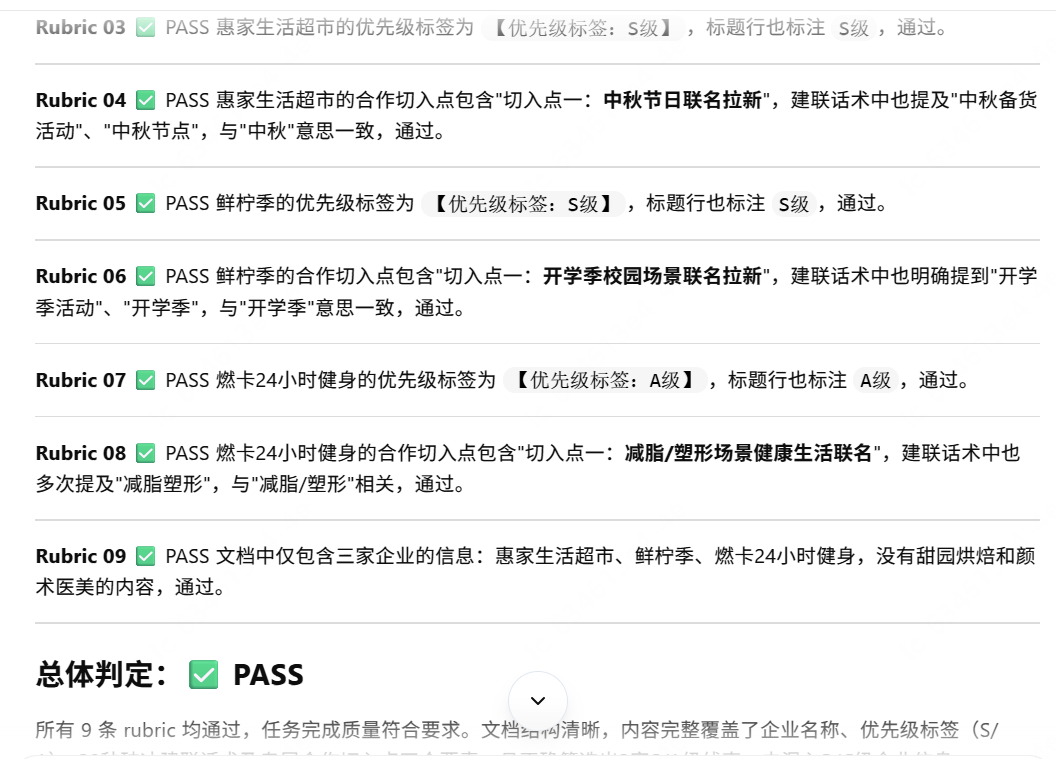 Rubric 03 ✅ PASS 惠家生活超市的优先级标签为 【优先级标签：S级】 ，标题行也标注 S级 ，通过。
Rubric 04 ✅ PASS 惠家生活超市的合作切入点包含"切入点一：中秋节日联名拉新"，建联话术中也提及"中秋备货
活动"、"中秋节点"，与"中秋"意思一致，通过。
Rubric 05 ✅ PASS 鲜柠季的优先级标签为 【优先级标签：S级】 ，标题行也标注 S级 ，通过。
Rubric 06 ✅ PASS 鲜柠季的合作切入点包含"切入点一：开学季校园场景联名拉新"，建联话术中也明确提到"开学
季活动"、"开学季"，与"开学季"意思一致，通过。
Rubric 07 ✅ PASS 燃卡24小时健身的优先级标签为 【优先级标签：A级】 ，标题行也标注 A级 ，通过。
Rubric 08 ✅ PASS 燃卡24小时健身的合作切入点包含"切入点一：减脂/塑形场景健康生活联名"，建联话术中也
多次提及"减脂塑形"，与"减脂/塑形"相关，通过。
Rubric 09 ✅ PASS 文档中仅包含三家企业的信息：惠家生活超市、鲜柠季、燃卡24小时健身，没有甜园烘焙和颜
术医美的内容，通过。
总体判定：✅ PASS
所有 9 条 rubric 均通过，任务完成质量符合要求。文档结构清晰，内容完整覆盖了企业名称、优先级标签（S/